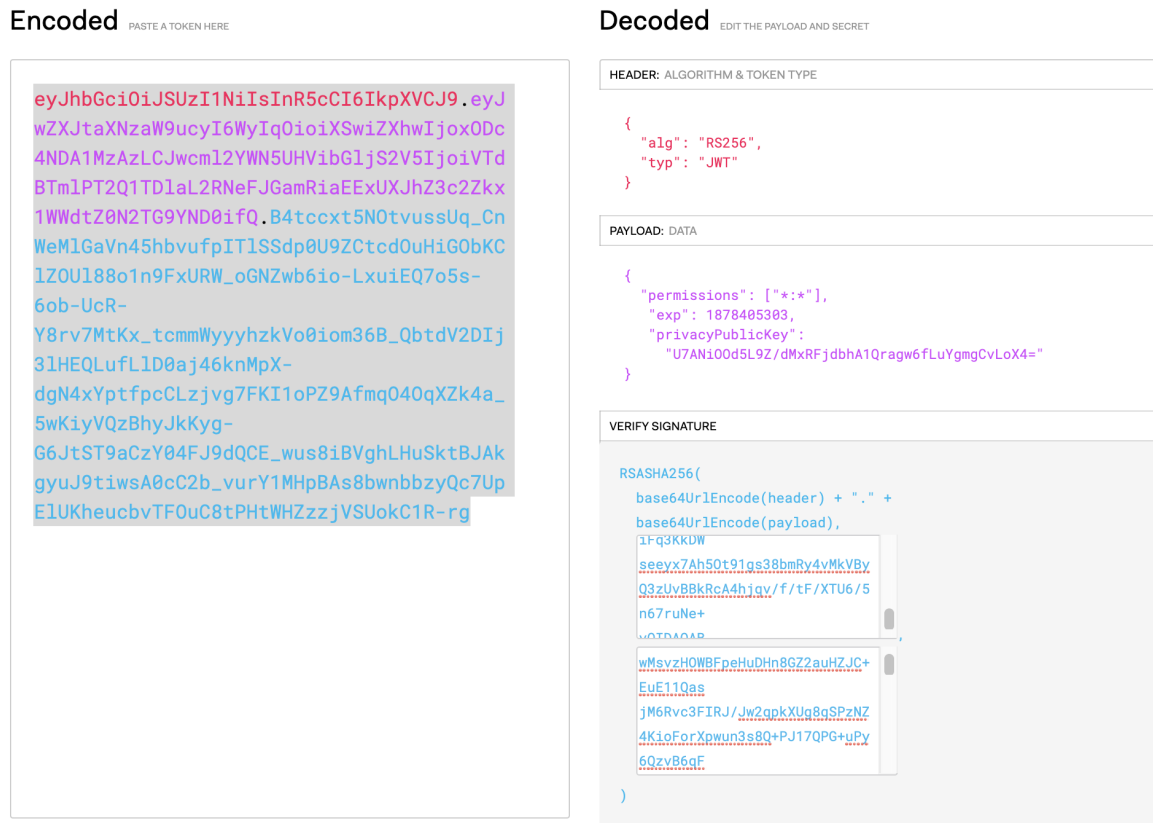 Encoded PASTE A TOKEN HERE
eyJhbGciOiJSUzI1NiIsInR5cCI6IkpXVCJ9.eyJ
wZXJtaXNzaW9ucyI6WyIqOioiXSwiZXhwIjoxODc
4NDA1MzAzLCJwcml2YWN5UHVibGljS2V5IjoiVTd
BTmlPT2Q1TDlaL2RNeFJGamRiaEExUXJhZ3c2Zkx
1WWdtZ0N2TG9YND0ifQ.B4tccxt5NOtvussUq_Cn
WeMlGaVn45hbvufpITlSSdp0U9ZCtcdOuHiGObKC
lZOUl88o1n9FxURW_oGNZwb6io-LxuiEQ7o5s-
6ob-UcR-
Y8rv7MtKx_tcmmWyyyhzkVo0iom36B_QbtdV2DIj
3lHEQLufLlD0aj46knMpX-
dgN4xYptfpcCLzjvg7FKI1oPZ9AfmqO4OqXZk4a_
5wKiyVQzBhyJkKyg-
G6JtST9aCzY04FJ9dQCE_wus8iBVghLHuSktBJAk
gyuJ9tiwsA0cC2b_vurY1MHpBAs8bwnbbzyQc7Up
ElUKheucbvTFOuC8tPHtWHZzzjVSUokC1R-rg
Decoded EDIT THE PAYLOAD AND SECRET
HEADER: ALGORITHM & TOKEN TYPE
{
"alg": "RS256",
"typ": "JWT"
}
PAYLOAD: DATA
{
"permissions": ["*:*"],
"exp": 1878405303,
"privacyPublicKey":
"U7ANiOOd5L9Z/dMxRFjdbhA1Qragw6fLuYgmgCvLoX4="
}
VERIFY SIGNATURE
RSASHA256(
base64UrlEncode(header) + "." +
base64UrlEncode(payload),
iFq3KkDW
seeyx7Ah5Ot91gs38bmRy4vMkVBy
Q3zUvBBkRcA4hjqv/f/tF/XTU6/5
n67ruNe+
,
wMsvzHOWBFpeHuDHn8GZ2auHZJC+
EuE11Qas
jM6Rvc3FIRJ/Jw2qpkXUg8qSPzNZ
4KioForXpwun3s8Q+PJ17QPG+uPy
6QzvB6qF
)